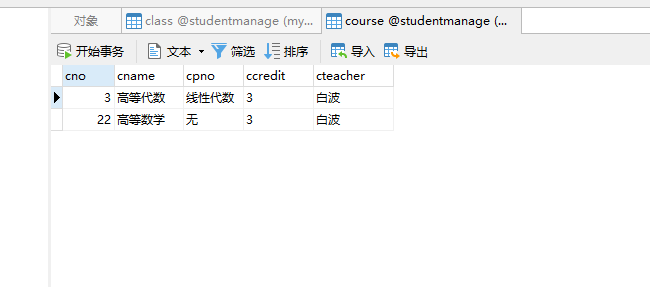 对象 class @studentmanage (my... course @studentmanage (...
开始事务 文本 筛选 排序 导入 导出
cno cname cpno ccredit cteacher
3 高等代数 线性代数 3 白波
22 高等数学 无 3 白波